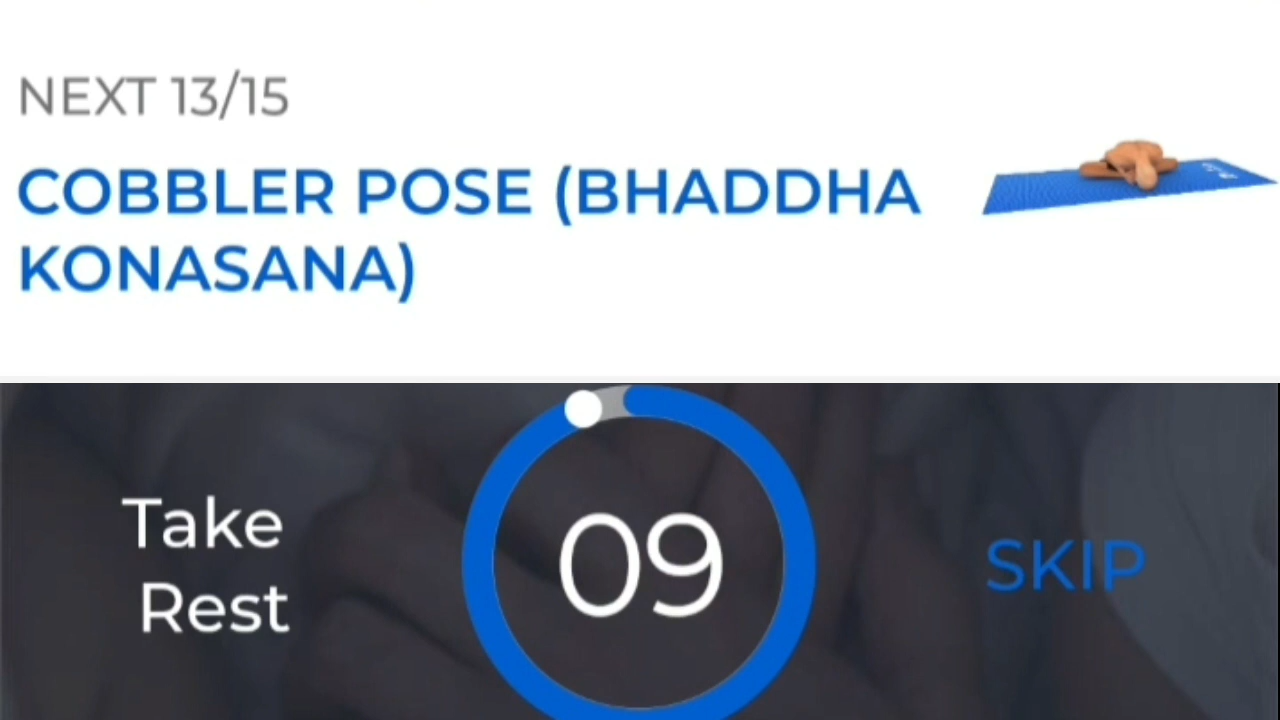 NEXT 13/15
COBBLER POSE (BHADDHA
KONASANA)
Take
Rest
09
SKIP